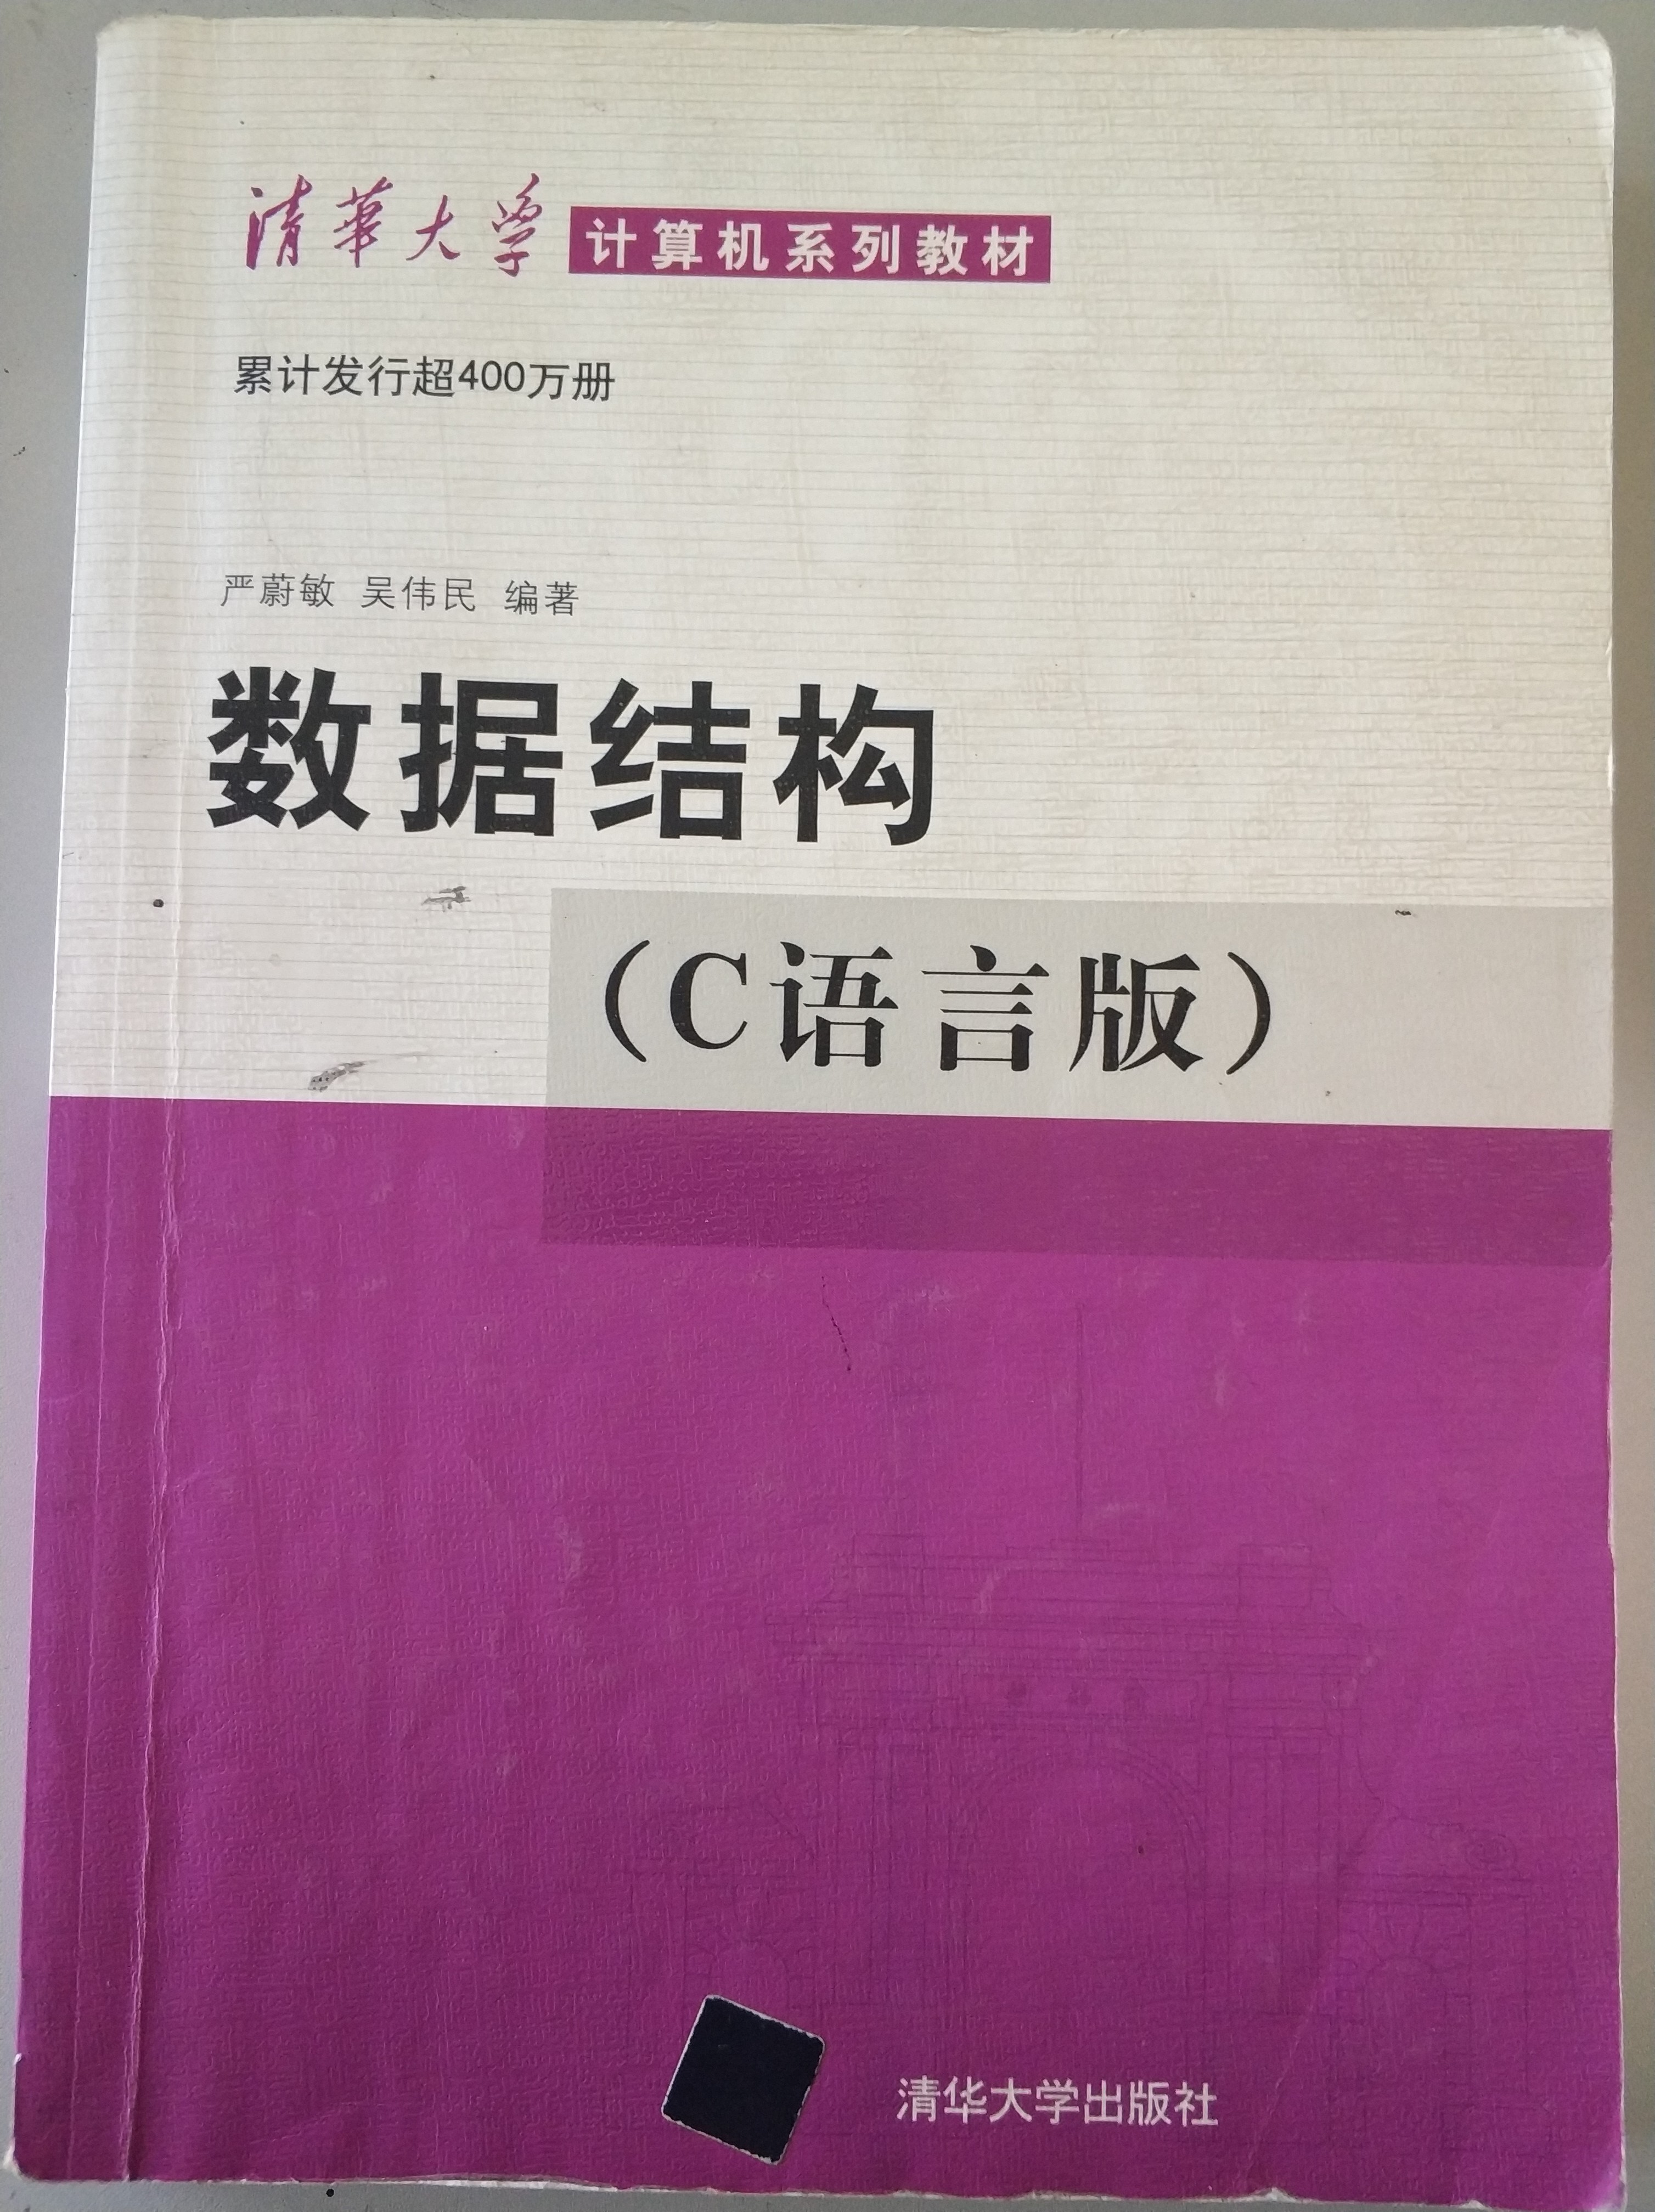 清華大学 计算机系列教材
累计发行超400万册
严蔚敏 吴伟民 编著
数据结构
（C语言版）
清华大学出版社